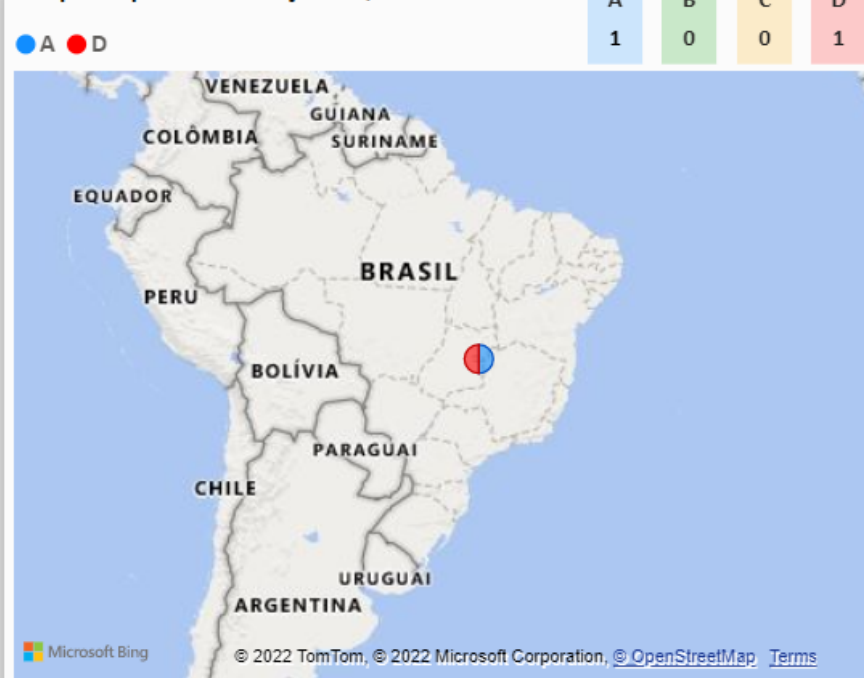 A B C D
1 0 0 1
A D
VENEZUELA
GUIANA
COLÔMBIA
SURINAME
EQUADOR
BRASIL
PERU
BOLÍVIA
PARAGUAI
CHILE
URUGUAI
ARGENTINA
Microsoft Bing
© 2022 TomTom, © 2022 Microsoft Corporation, © OpenStreetMap Terms